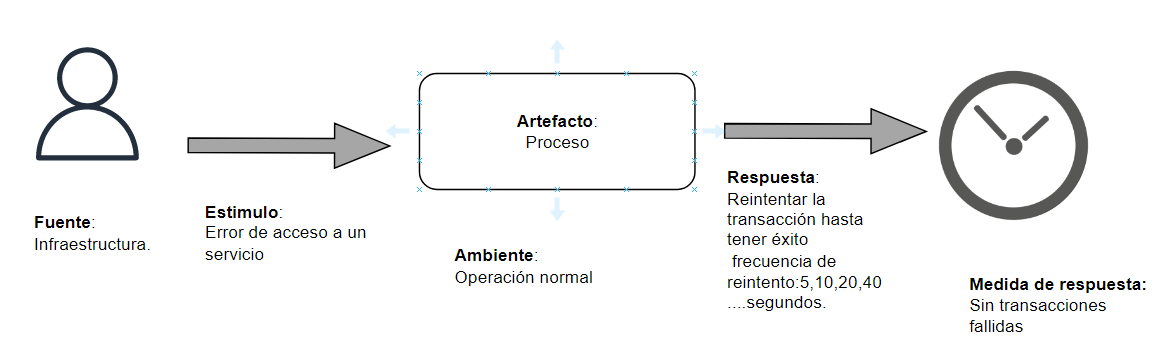 Fuente:
Infraestructura.
Estimulo:
Error de acceso a un
servicio
Artefacto:
Proceso
Ambiente:
Operación normal
Respuesta:
Reintentar la
transacción hasta
tener éxito
frecuencia de
reintento:5,10,20,40
....segundos.
Medida de respuesta:
Sin transacciones
fallidas